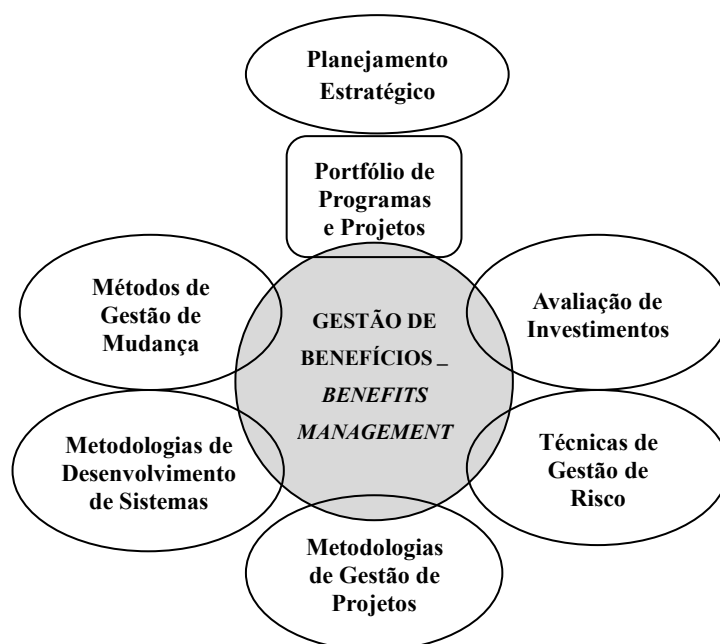 Planejamento
Estratégico
Portfólio de
Programas
e Projetos
Métodos de
Gestão de
Mudança
Avaliação de
Investimentos
GESTÃO DE
BENEFÍCIOS _
BENEFITS
MANAGEMENT
Metodologias de
Desenvolvimento
de Sistemas
Técnicas de
Gestão de
Risco
Metodologias
de Gestão de
Projetos